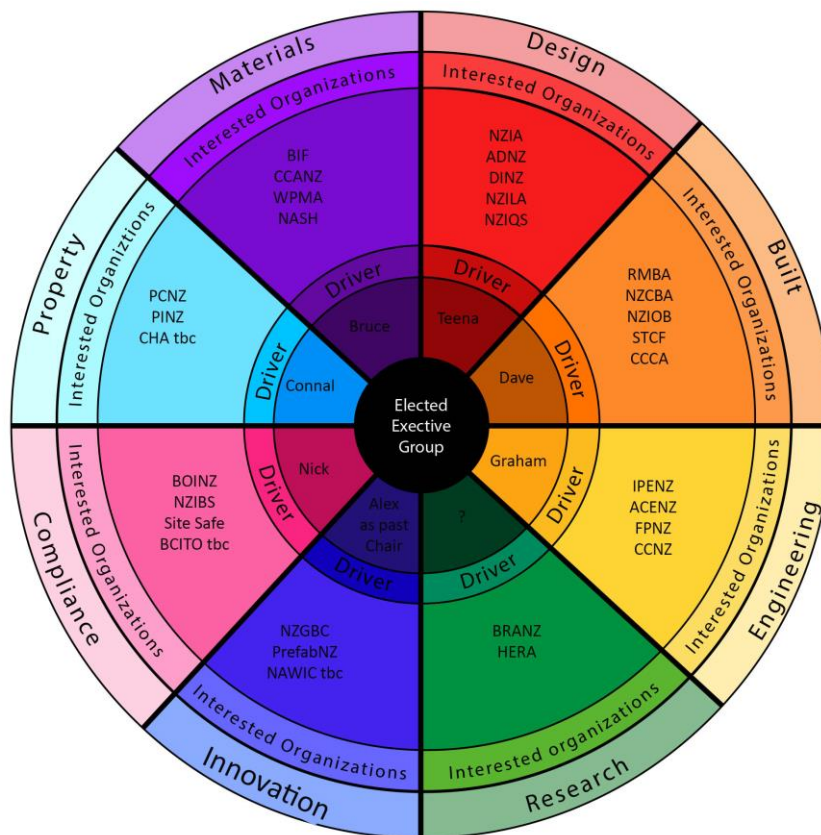 Materials
Interested Organizations
BIF
CCANZ
WPMA
NASH
Driver
Bruce
Design
Interested Organizations
NZIA
ADNZ
DINZ
NZILA
NZIQS
Driver
Teena
Built
Interested Organizations
RMBA
NZCBA
NZIOB
STCF
CCCA
Driver
Dave
Engineering
Interested Organizations
IPENZ
ACENZ
FPNZ
CCNZ
Driver
Graham
Research
Interested organizations
BRANZ
HERA
Driver
?
Innovation
Interested Organizations
NZGBC
PrefabNZ
NAWIC tbc
Driver
Alex
as past
Chair
Compliance
Interested Organizations
BOINZ
NZIBS
Site Safe
BCITO tbc
Driver
Nick
Property
Interested Organiztions
PCNZ
PINZ
CHA tbc
Driver
Connal
Elected
Exective
Group